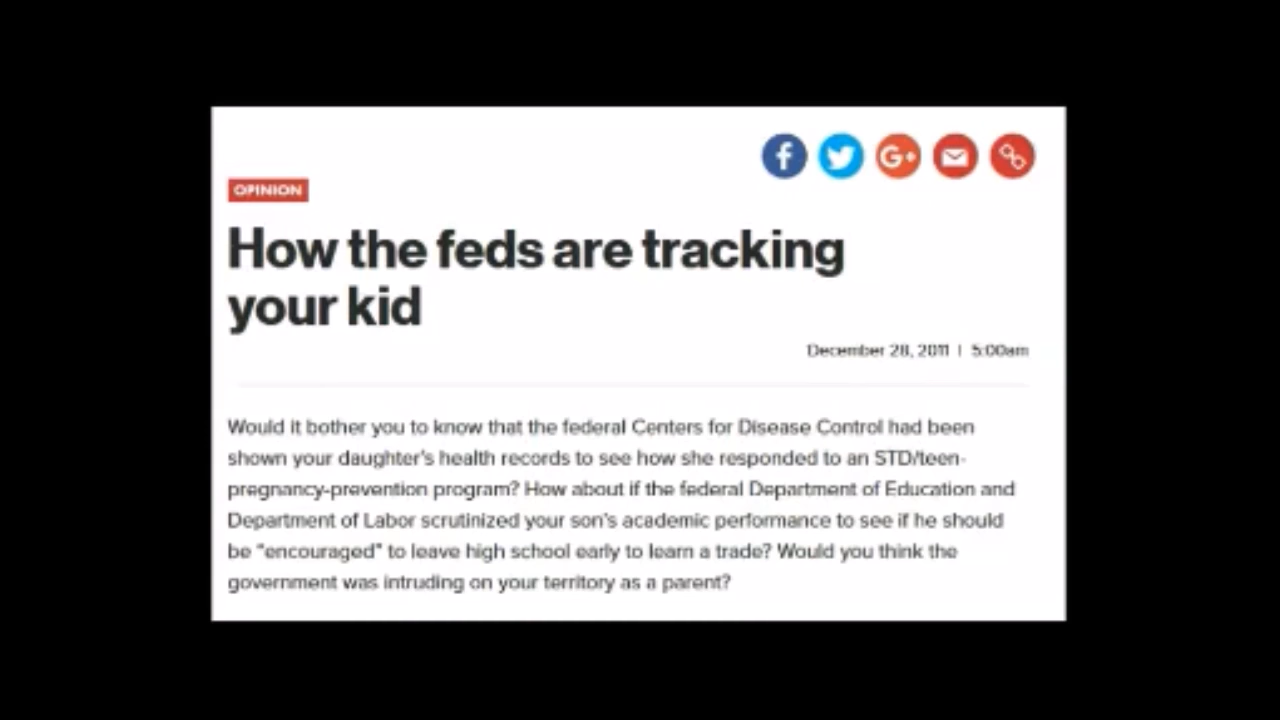 f G+
OPINION
How the feds are tracking
your kid
December 28, 2011 | 5:00am
Would it bother you to know that the federal Centers for Disease Control had been
shown your daughter's health records to see how she responded to an STD/teen-
pregnancy-prevention program? How about if the federal Department of Education and
Department of Labor scrutinized your son's academic performance to see if he should
be "encouraged" to leave high school early to learn a trade? Would you think the
government was intruding on your territory as a parent?